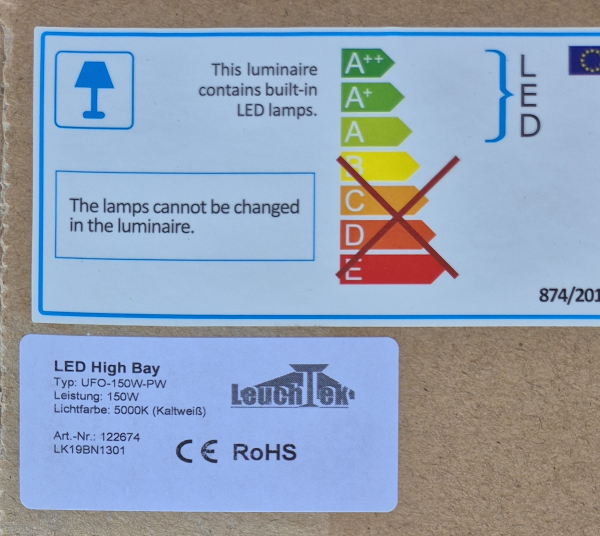 This luminaire
contains built-in
LED lamps.
A++
A+
A
B
C
D
E
L
E
D
The lamps cannot be changed
in the luminaire.
874/201
LED High Bay
Typ: UFO-150W-PW
Leistung: 150W
Lichtfarbe: 5000K (Kaltweiß)
Art.-Nr.: 122674
LK19BN1301
LeuchTek
CE RoHS